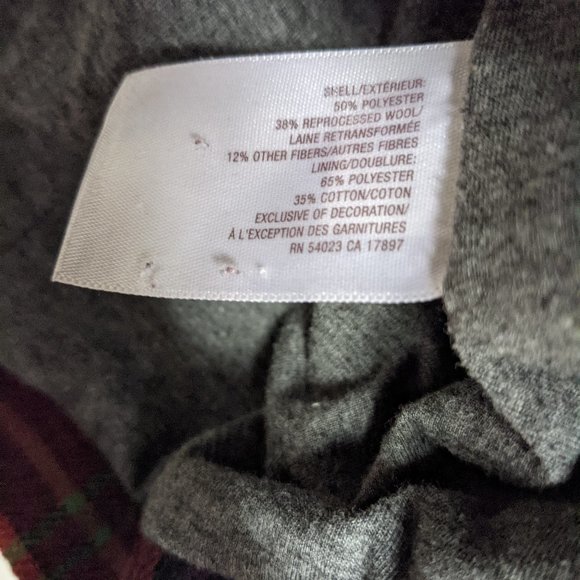 SHELL/EXTÉRIEUR:
50% POLYESTER
38% REPROCESSED WOOL/
LAINE RETRANSFORMÉE
12% OTHER FIBERS/AUTRES FIBRES
LINING/DOUBLURE:
65% POLYESTER
35% COTTON/COTON
EXCLUSIVE OF DECORATION/
À L'EXCEPTION DES GARNITURES
RN 54023 CA 17897